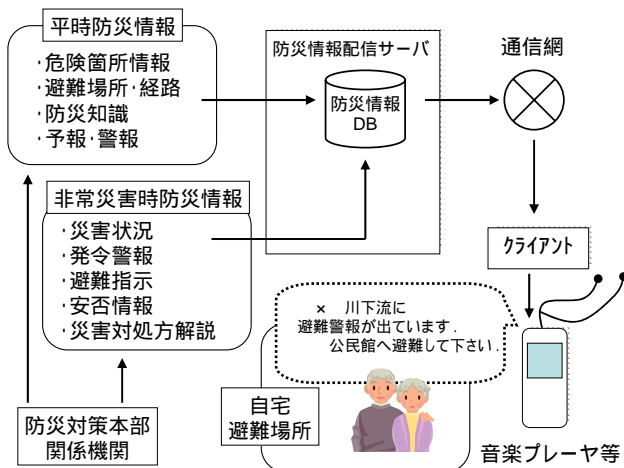 平時防災情報
・危険箇所情報
・避難場所・経路
・防災知識
・予報・警報
非常災害時防災情報
・災害状況
・発令警報
・避難指示
・安否情報
・災害対処方解説
防災対策本部
関係機関
防災情報配信サーバ
防災情報
DB
通信網
クライアント
× 川下流に
避難警報が出ています.
公民館へ避難して下さい.
自宅
避難場所
音楽プレーヤ等